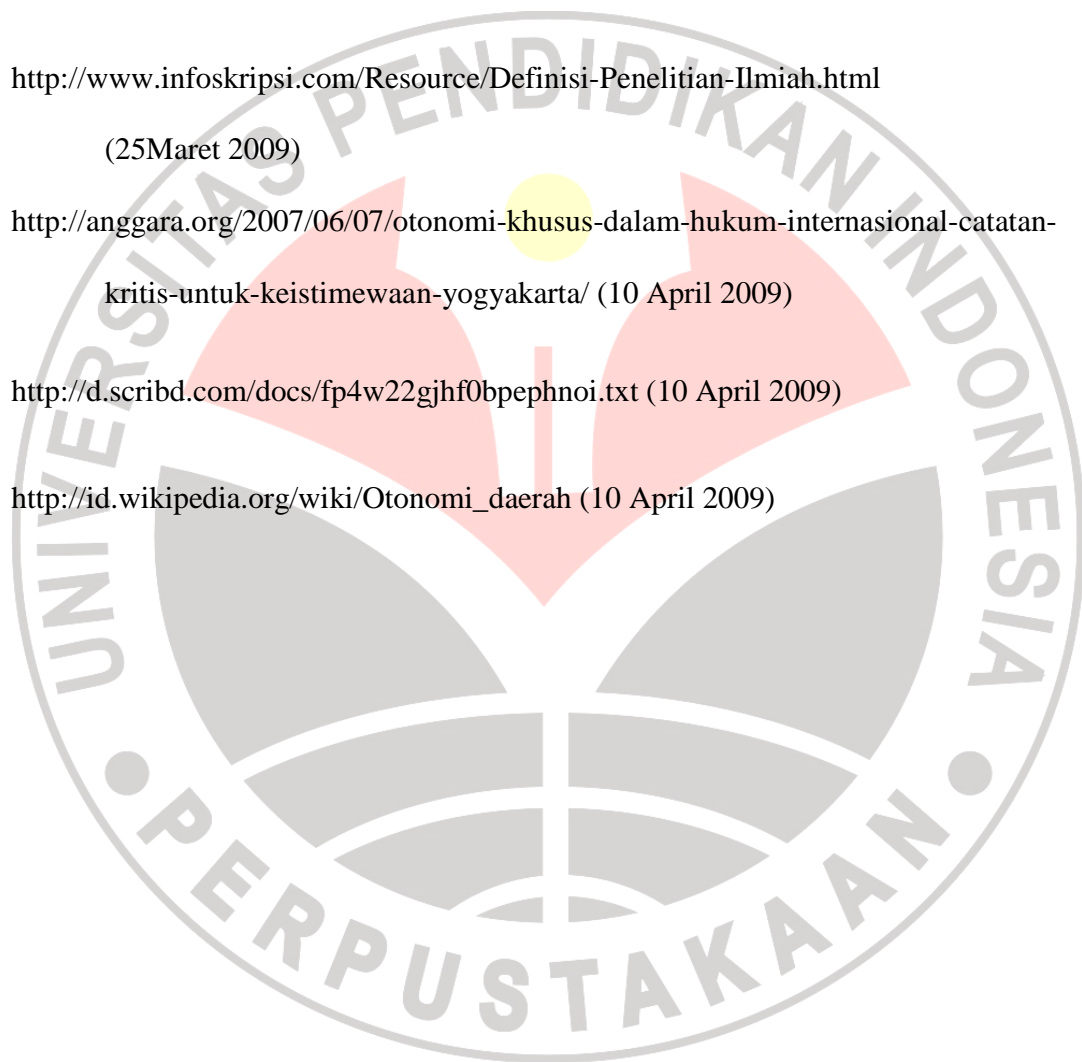 http://www.infoskripsi.com/Resource/Definisi-Penelitian-Ilmiah.html
(25Maret 2009)
http://anggara.org/2007/06/07/otonomi-khusus-dalam-hukum-internasional-catatan-
kritis-untuk-keistimewaan-yogyakarta/ (10 April 2009)
http://d.scribd.com/docs/fp4w22gjhf0bpephnoi.txt (10 April 2009)
http://id.wikipedia.org/wiki/Otonomi_daerah (10 April 2009)
UNIVERSITAS PENDIDIKAN INDONESIA
PERPUSTAKAAN